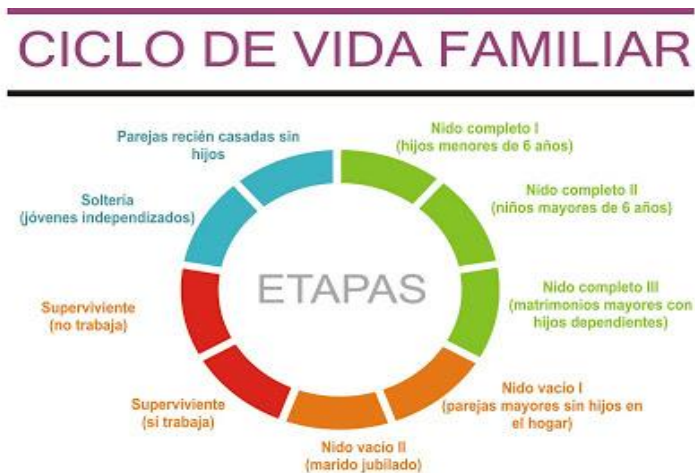 CICLO DE VIDA FAMILIAR
Parejas recién casadas sin
hijos
Nido completo I
(hijos menores de 6 años)
Soltería
(jóvenes independizados)
Nido completo II
(niños mayores de 6 años)
ETAPAS
Superviviente
(no trabaja)
Nido completo III
(matrimonios mayores con
hijos dependientes)
Superviviente
(sí trabaja)
Nido vacío I
(parejas mayores sin hijos en
el hogar)
Nido vacío II
(marido jubilado)